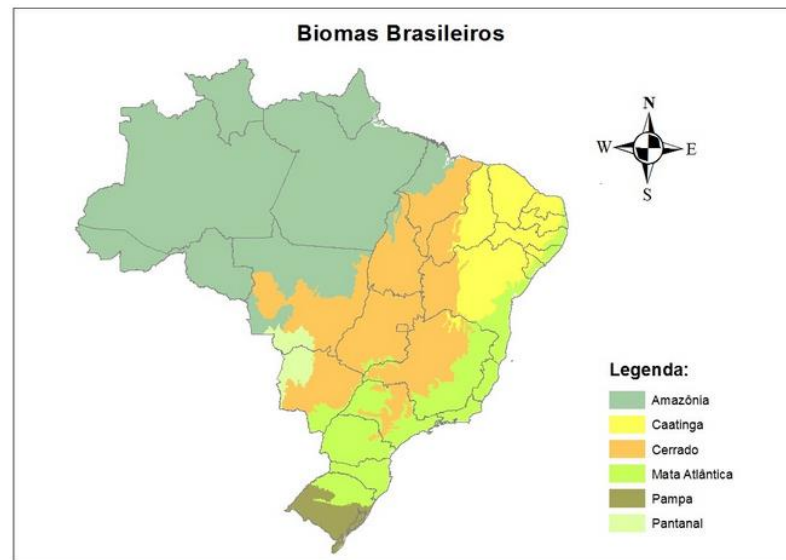 Biomas Brasileiros
N
W E
S
Legenda:
Amazônia
Caatinga
Cerrado
Mata Atlântica
Pampa
Pantanal